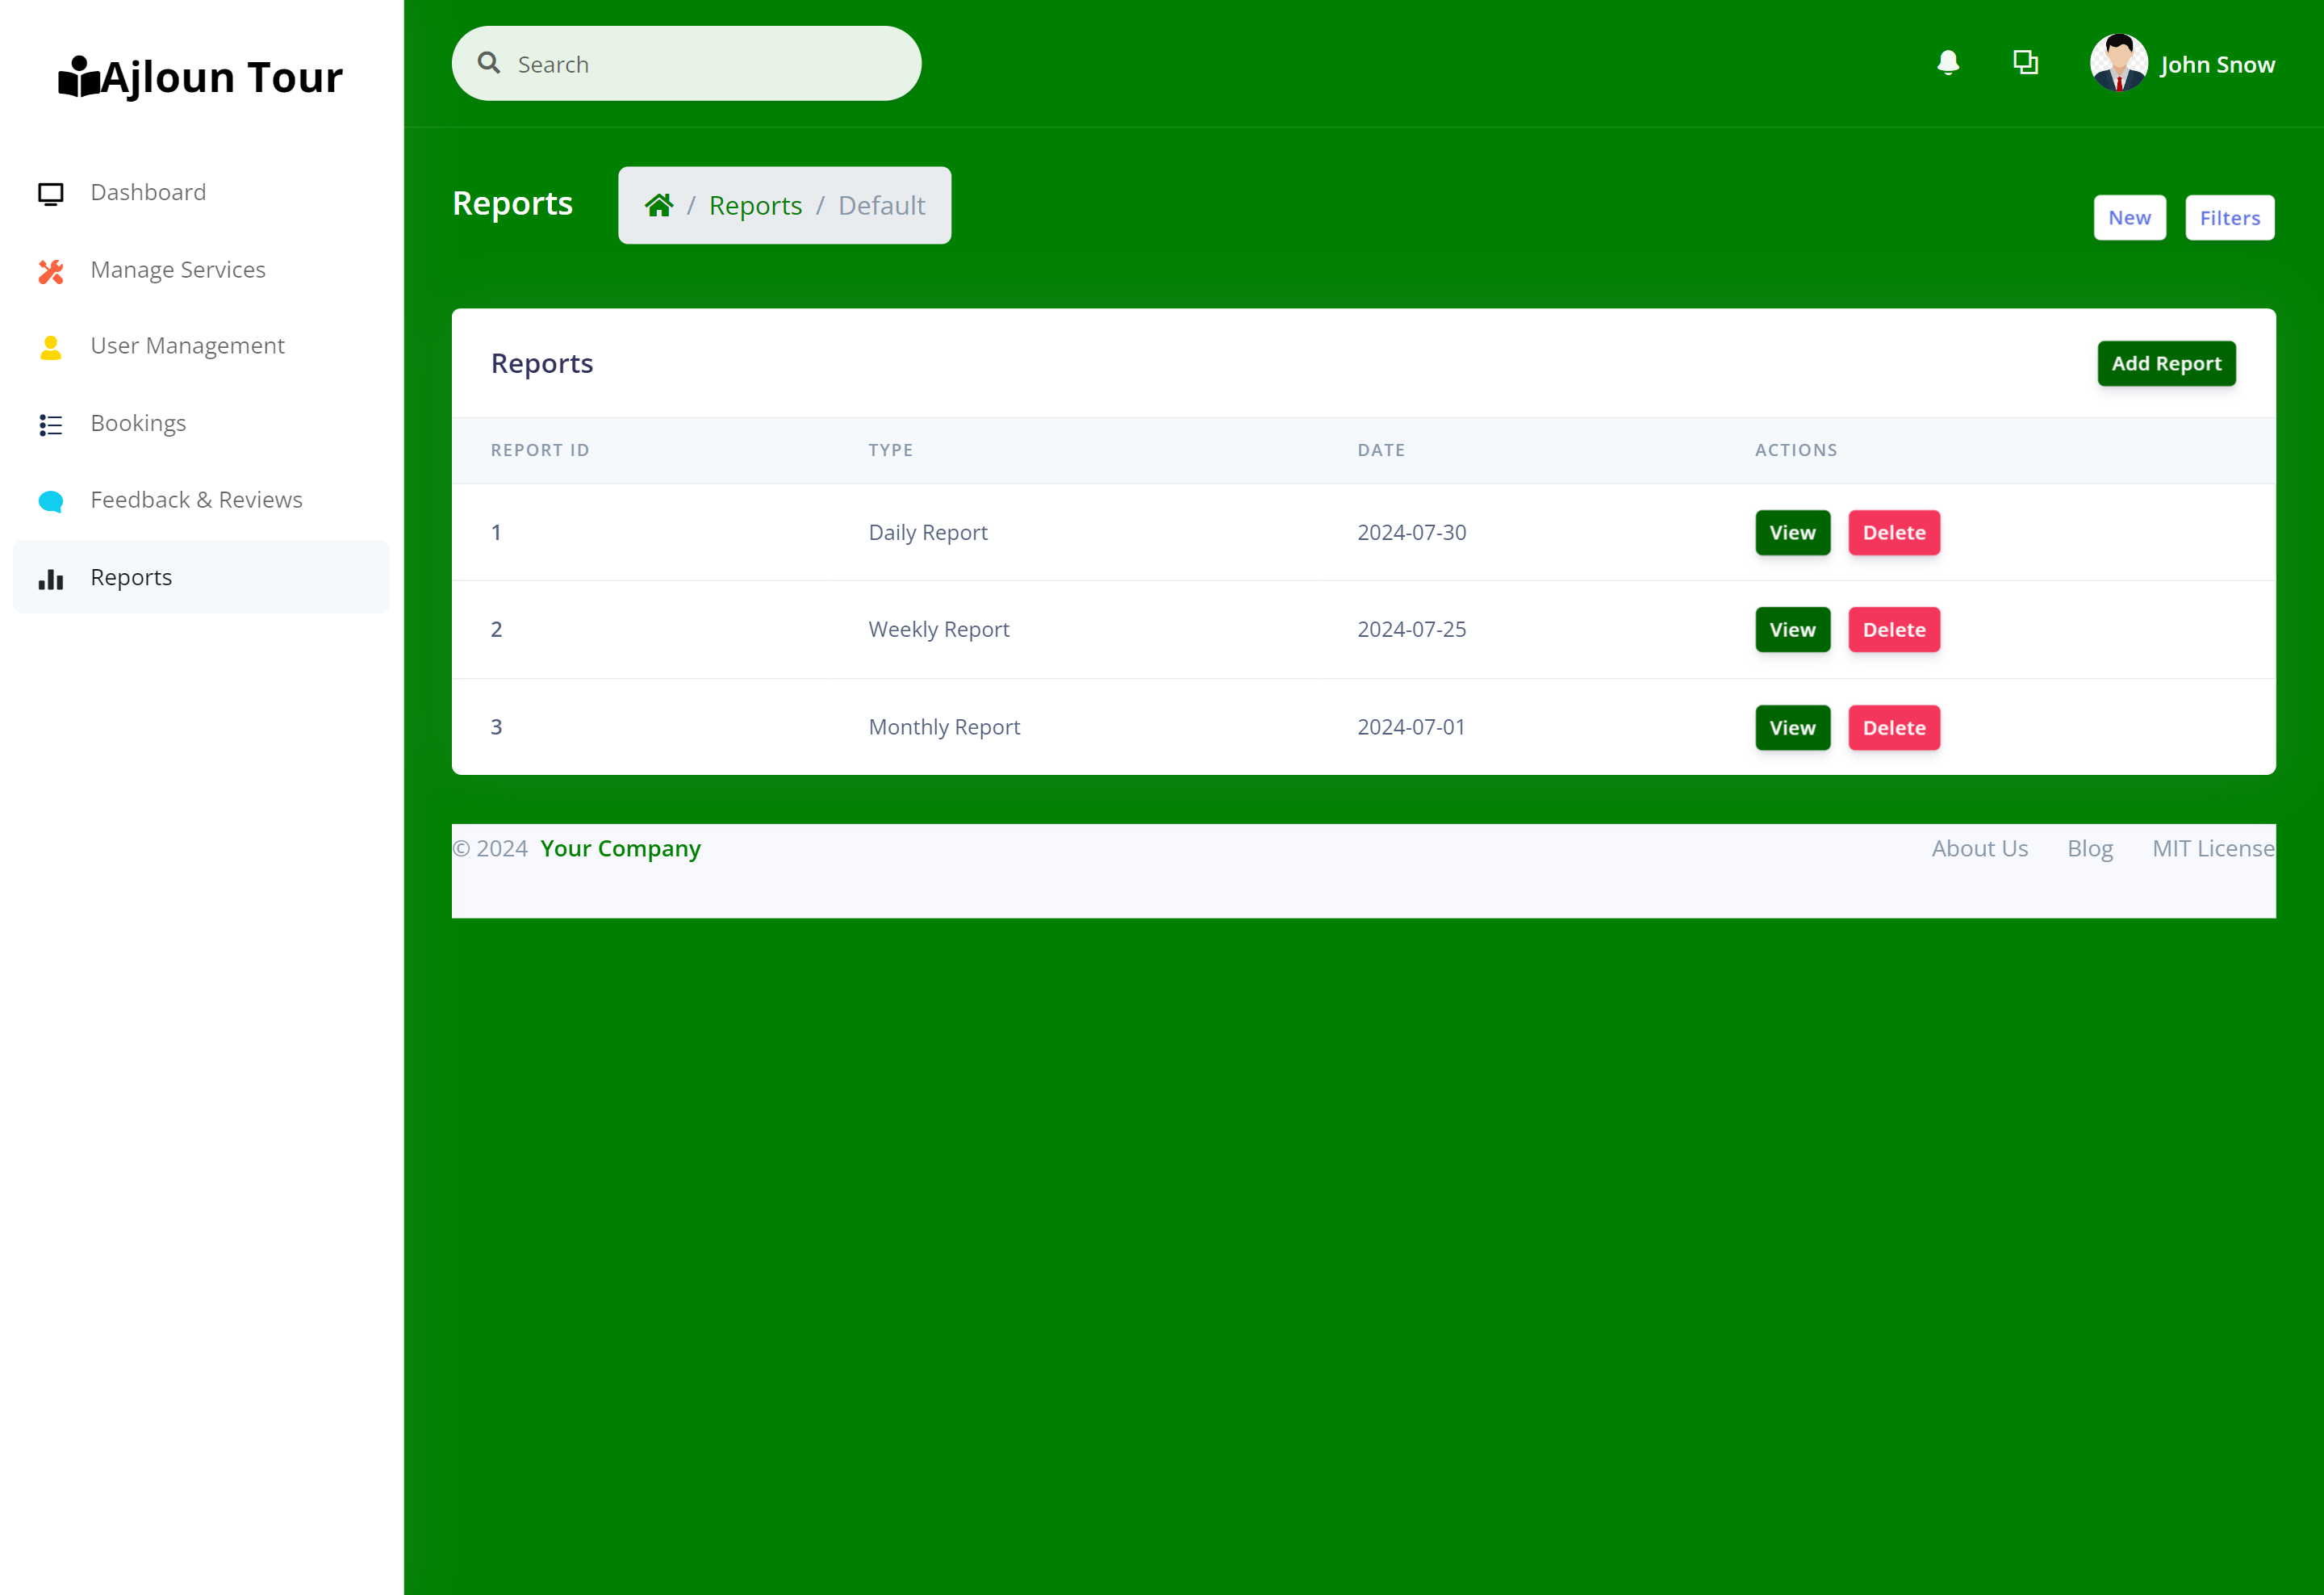 Ajloun Tour
Dashboard
Manage Services
User Management
Bookings
Feedback & Reviews
Reports
Search
John Snow
Reports
/ Reports / Default
New
Filters
Reports
Add Report
REPORT ID TYPE DATE ACTIONS
1 Daily Report 2024-07-30 View Delete
2 Weekly Report 2024-07-25 View Delete
3 Monthly Report 2024-07-01 View Delete
© 2024 Your Company
About Us Blog MIT License